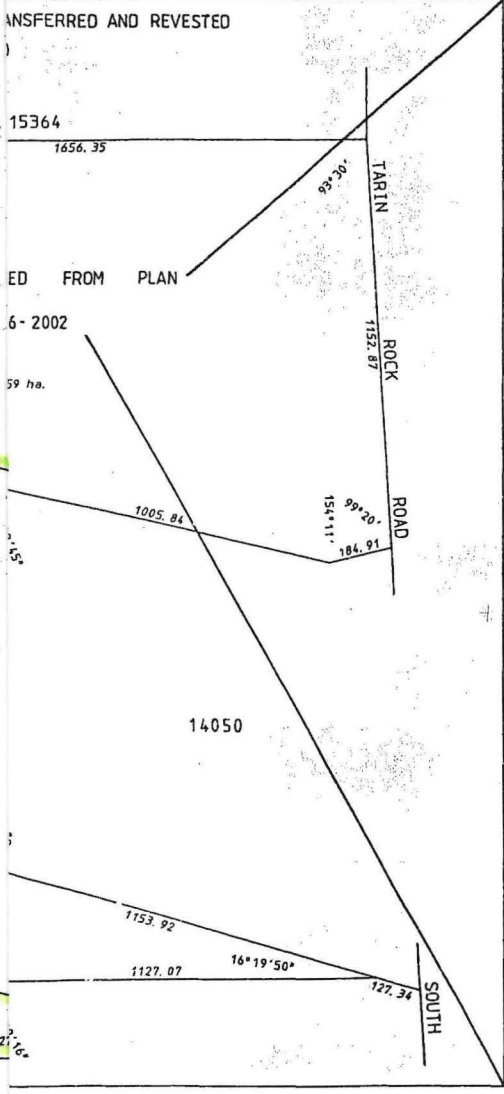 ANSFERRED AND REVESTED
)
15364
1656.35
93°30'
TARIN
ED FROM PLAN
6-2002
59 ha.
1152.87
ROCK
1005.84
154°11'
99°20'
184.91
ROAD
'45"
14050
1153.92
1127.07
16°19'50"
127.34
SOUTH